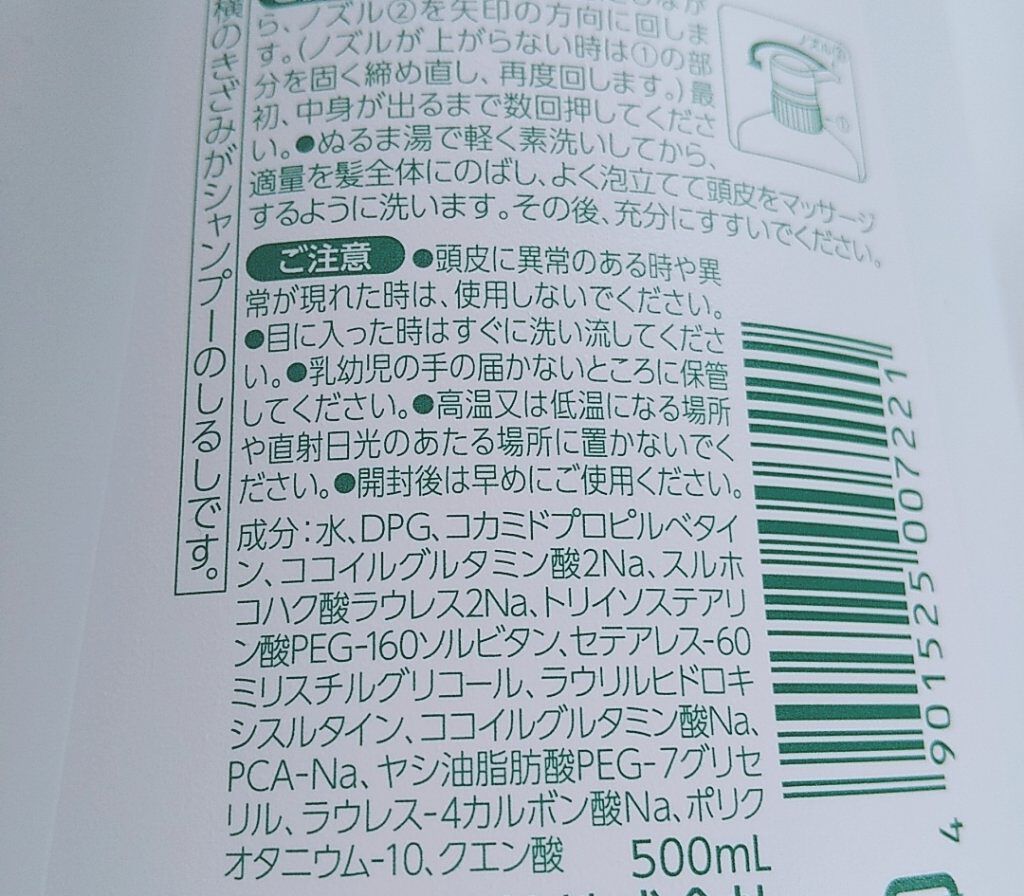 ら、ノズル②を矢印の方向に回しま
す。(ノズルが上がらない時は①の部
分を固く締め直し、再度回します。)最
初、中身が出るまで数回押してくださ
い。●ぬるま湯で軽く素洗いしてから、
適量を髪全体にのばし、よく泡立てて頭皮をマッサージ
するように洗います。その後、充分にすすいでください。
ノズル②
①
横のきざみがシャンプーのしるしです。
ご注意 ●頭皮に異常のある時や異
常が現れた時は、使用しないでください。
●目に入った時はすぐに洗い流してくださ
い。●乳幼児の手の届かないところに保管
してください。●高温又は低温になる場所
や直射日光のあたる場所に置かないでく
ださい。●開封後は早めにご使用ください。
成分:水、DPG、コカミドプロピルベタイ
ン、ココイルグルタミン酸2Na、スルホ
コハク酸ラウレス2Na、トリイソステアリ
ン酸PEG-160ソルビタン、セテアレス-60
ミリスチルグリコール、ラウリルヒドロキ
シスルタイン、ココイルグルタミン酸Na、
PCA-Na、ヤシ油脂肪酸PEG-7グリセ
リル、ラウレス-4カルボン酸Na、ポリク
オタニウム-10、クエン酸 500mL
4 901525 007221